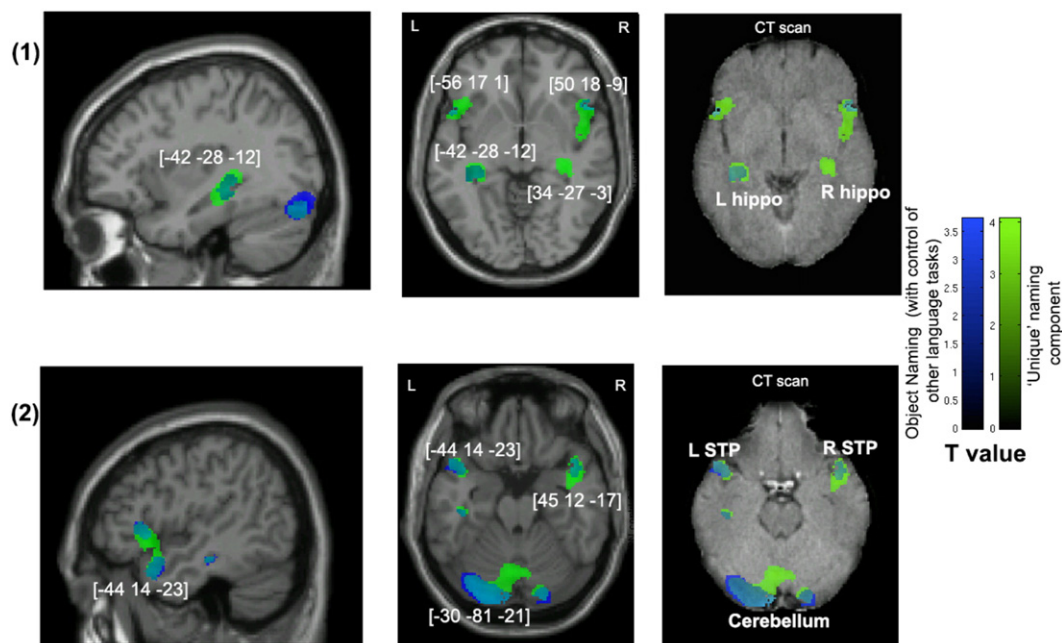 (1)
[-42 -28 -12]
L R
[-56 17 1] [50 18 -9]
[-42 -28 -12]
[34 -27 -3]
CT scan
L hippo R hippo
(2)
[-44 14 -23]
L R
[-44 14 -23]
[45 12 -17]
[-30 -81 -21]
CT scan
L STP R STP
Cerebellum
Object Naming (with control of
other language tasks)
3.5
3
2.5
2
1.5
1
0.5
0
4
3
2
1
0
'Unique' naming
component
T value